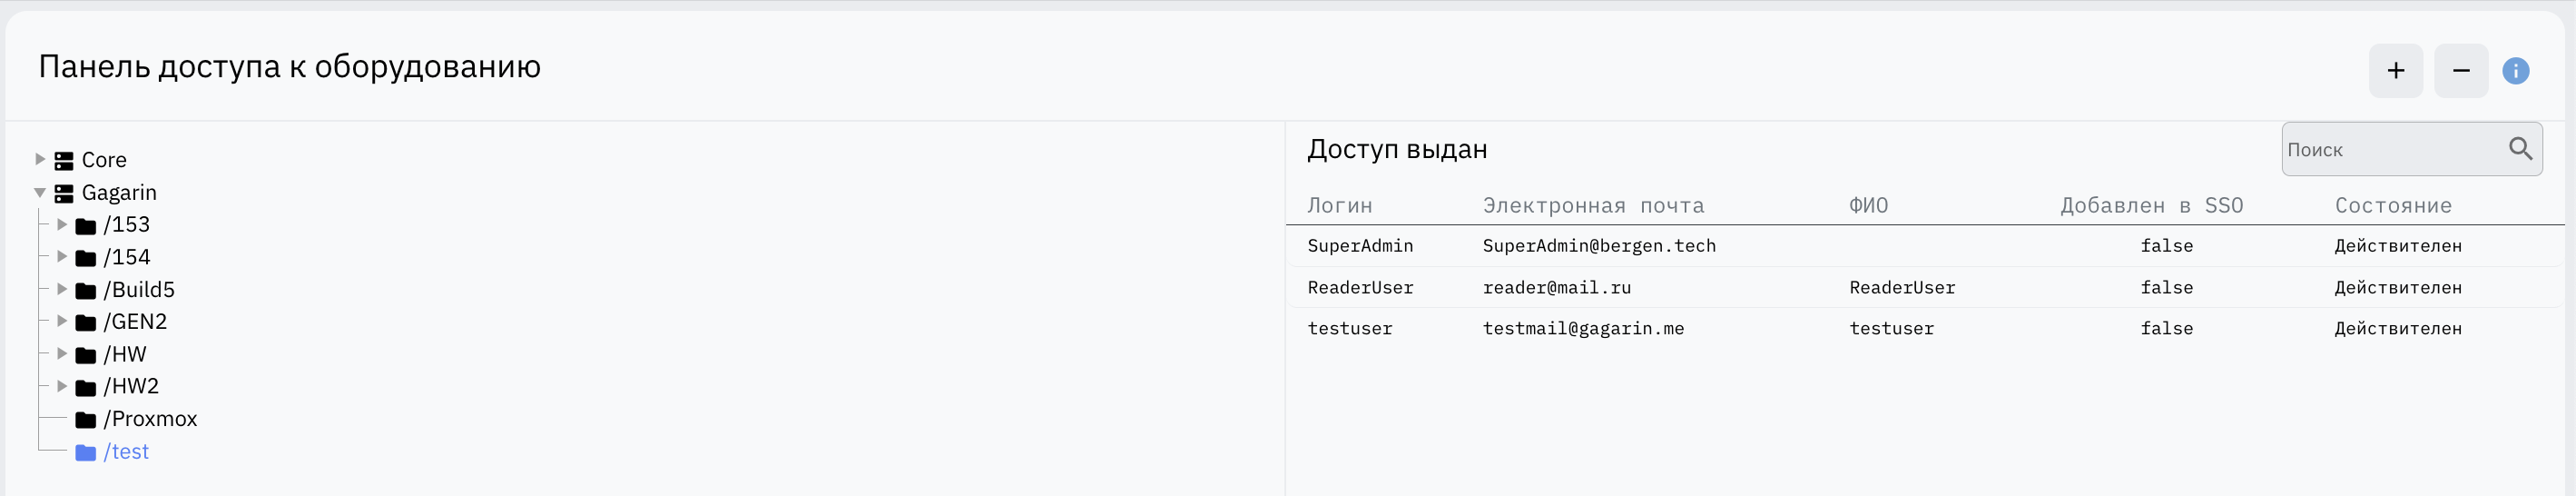 Панель доступа к оборудованию
Core
Gagarin
/153
/154
/Build5
/GEN2
/HW
/HW2
/Proxmox
/test
Доступ выдан
Поиск
Логин Электронная почта ФИО Добавлен в SSO Состояние
SuperAdmin SuperAdmin@bergen.tech false Действителен
ReaderUser reader@mail.ru ReaderUser false Действителен
testuser testmail@gagarin.me testuser false Действителен